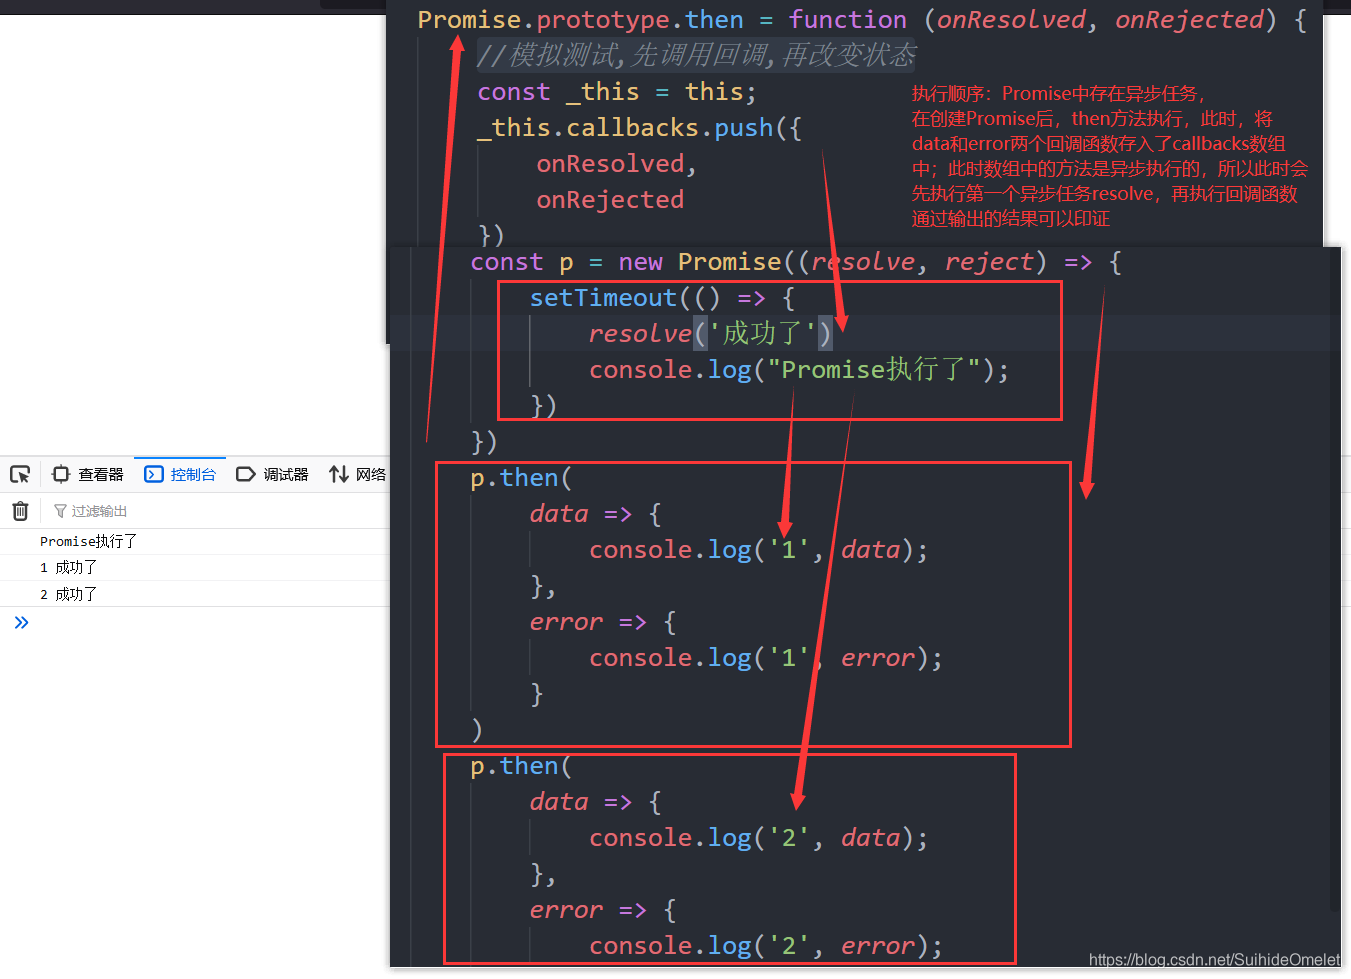 Promise.prototype.then = function (onResolved, onRejected) {
//模拟测试,先调用回调,再改变状态
const _this = this;
_this.callbacks.push({
onResolved,
onRejected
})
执行顺序：Promise中存在异步任务，
在创建Promise后，then方法执行，此时，将
data和error两个回调函数存入了callbacks数组
中；此时数组中的方法是异步执行的，所以此时会
先执行第一个异步任务resolve，再执行回调函数
通过输出的结果可以印证
const p = new Promise((resolve, reject) => {
setTimeout(() => {
resolve('成功了')
console.log("Promise执行了");
})
})
p.then(
data => {
console.log('1', data);
},
error => {
console.log('1', error);
}
)
p.then(
data => {
console.log('2', data);
},
error => {
console.log('2', error);
查看器 控制台 调试器 网络
过滤输出
Promise执行了
1 成功了
2 成功了
https://blog.csdn.net/SuihideOmelet